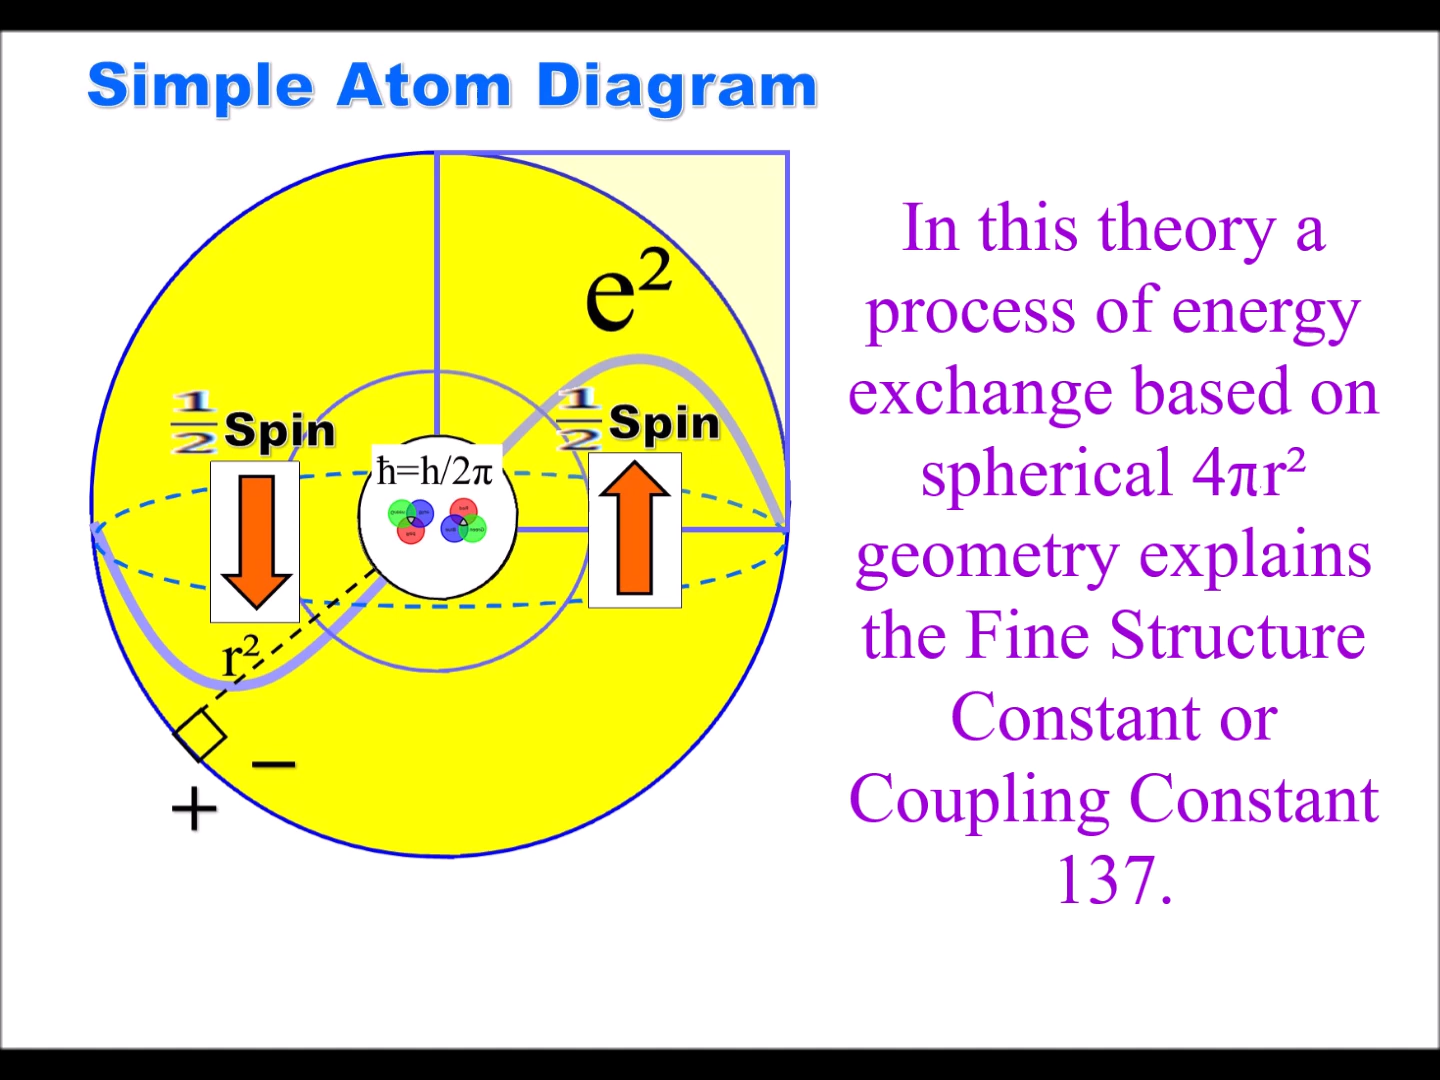 Simple Atom Diagram
In this theory a
process of energy
exchange based on
spherical 4πr²
geometry explains
the Fine Structure
Constant or
Coupling Constant
137.
e²
½ Spin
½ Spin
ħ=h/2π
r²
−
+